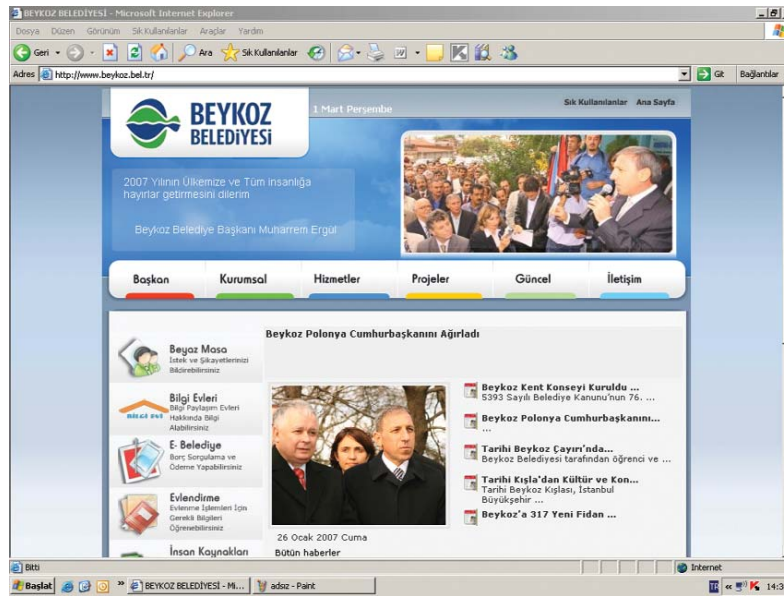 BEYKOZ BELEDİYESİ - Microsoft Internet Explorer
Dosya Düzen Görünüm Sık Kullanılanlar Araçlar Yardım
Geri Ara Sık Kullanılanlar
Adres http://www.beykoz.bel.tr/ Git Bağlantılar
BEYKOZ
BELEDİYESİ
1 Mart Perşembe
Sık Kullanılanlar Ana Sayfa
2007 Yılının Ülkemize ve Tüm insanlığa
hayırlar getirmesini dilerim
Beykoz Belediye Başkanı Muharrem Ergül
Başkan Kurumsal Hizmetler Projeler Güncel İletişim
Beyaz Masa
İstek ve Şikayetlerinizi
Bildirebilirsiniz
Bilgi Evleri
BİLGİ EVİ
Bilgi Paylaşım Evleri
Hakkında Bilgi
Alabilirsiniz
E- Belediye
Borç Sorgulama ve
Ödeme Yapabilirsiniz
Evlendirme
Evlenme İşlemleri İçin
Gerekli Bilgileri
Öğrenebilirsiniz
İnsan Kaynakları
Beykoz Polonya Cumhurbaşkanını Ağırladı
26 Ocak 2007 Cuma
Bütün haberler
Beykoz Kent Konseyi Kuruldu ...
5393 Sayılı Belediye Kanunu'nun 76. ...
Beykoz Polonya Cumhurbaşkanını...
...
Tarihi Beykoz Çayırı'nda...
Beykoz Belediyesi tarafından öğrenci ve ...
Tarihi Kışla'dan Kültür ve Kon...
Tarihi Beykoz Kışlası, İstanbul
Büyükşehir ...
Beykoz'a 317 Yeni Fidan ...
Bitti Internet
Başlat » BEYKOZ BELEDİYESİ - Mi... adsız - Paint TR « 14:3